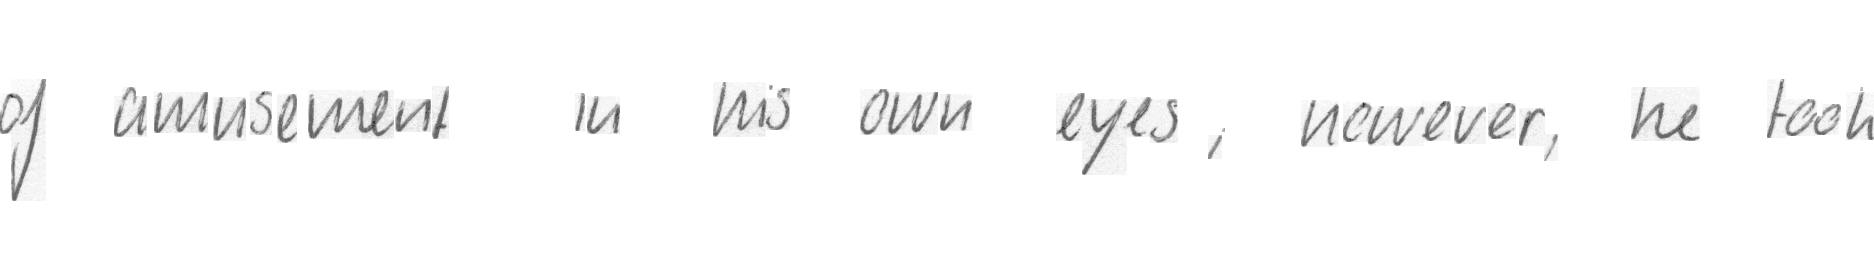 of amusement in his own eyes, however, he took